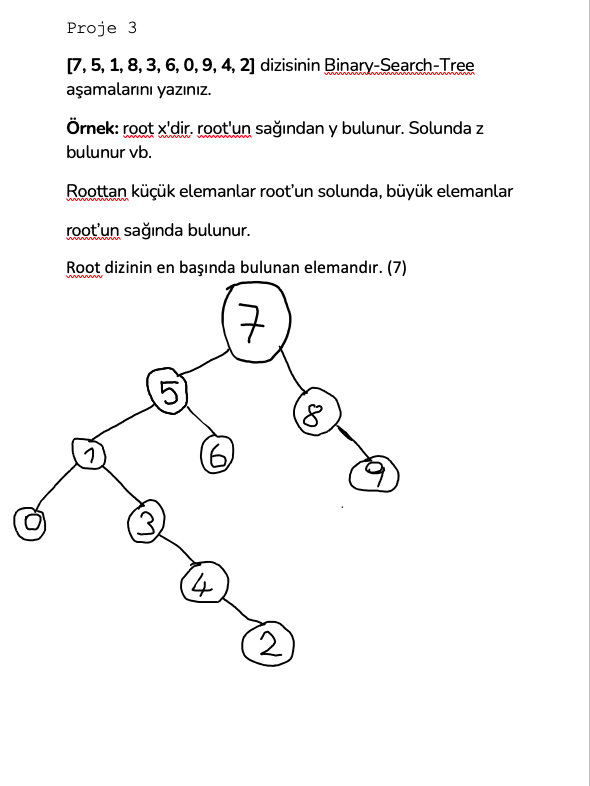 Proje 3
[7, 5, 1, 8, 3, 6, 0, 9, 4, 2] dizisinin Binary-Search-Tree
aşamalarını yazınız.
Örnek: root x'dir. root'un sağından y bulunur. Solunda z
bulunur vb.
Roottan küçük elemanlar root’un solunda, büyük elemanlar
root’un sağında bulunur.
Root dizinin en başında bulunan elemandır. (7)
7
5
8
1
6
9
0
3
4
2